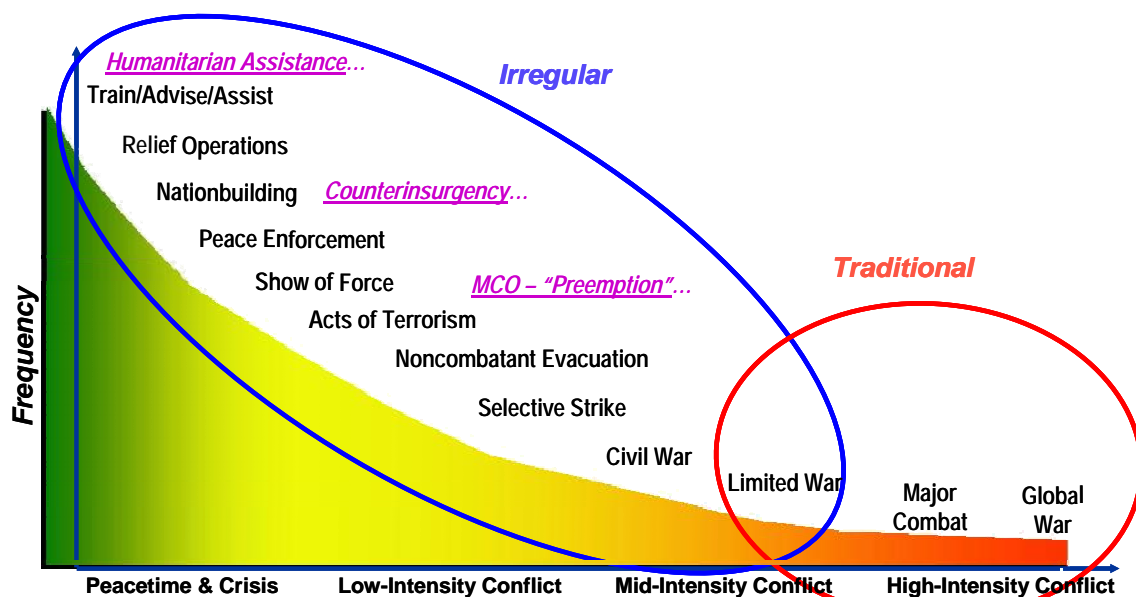 Humanitarian Assistance...
Irregular
Train/Advise/Assist
Relief Operations
Nationbuilding
Counterinsurgency...
Peace Enforcement
Traditional
Show of Force
MCO – “Preemption”...
Acts of Terrorism
Noncombatant Evacuation
Selective Strike
Civil War
Limited War
Major
Combat
Global
War
Frequency
Peacetime & Crisis
Low-Intensity Conflict
Mid-Intensity Conflict
High-Intensity Conflict